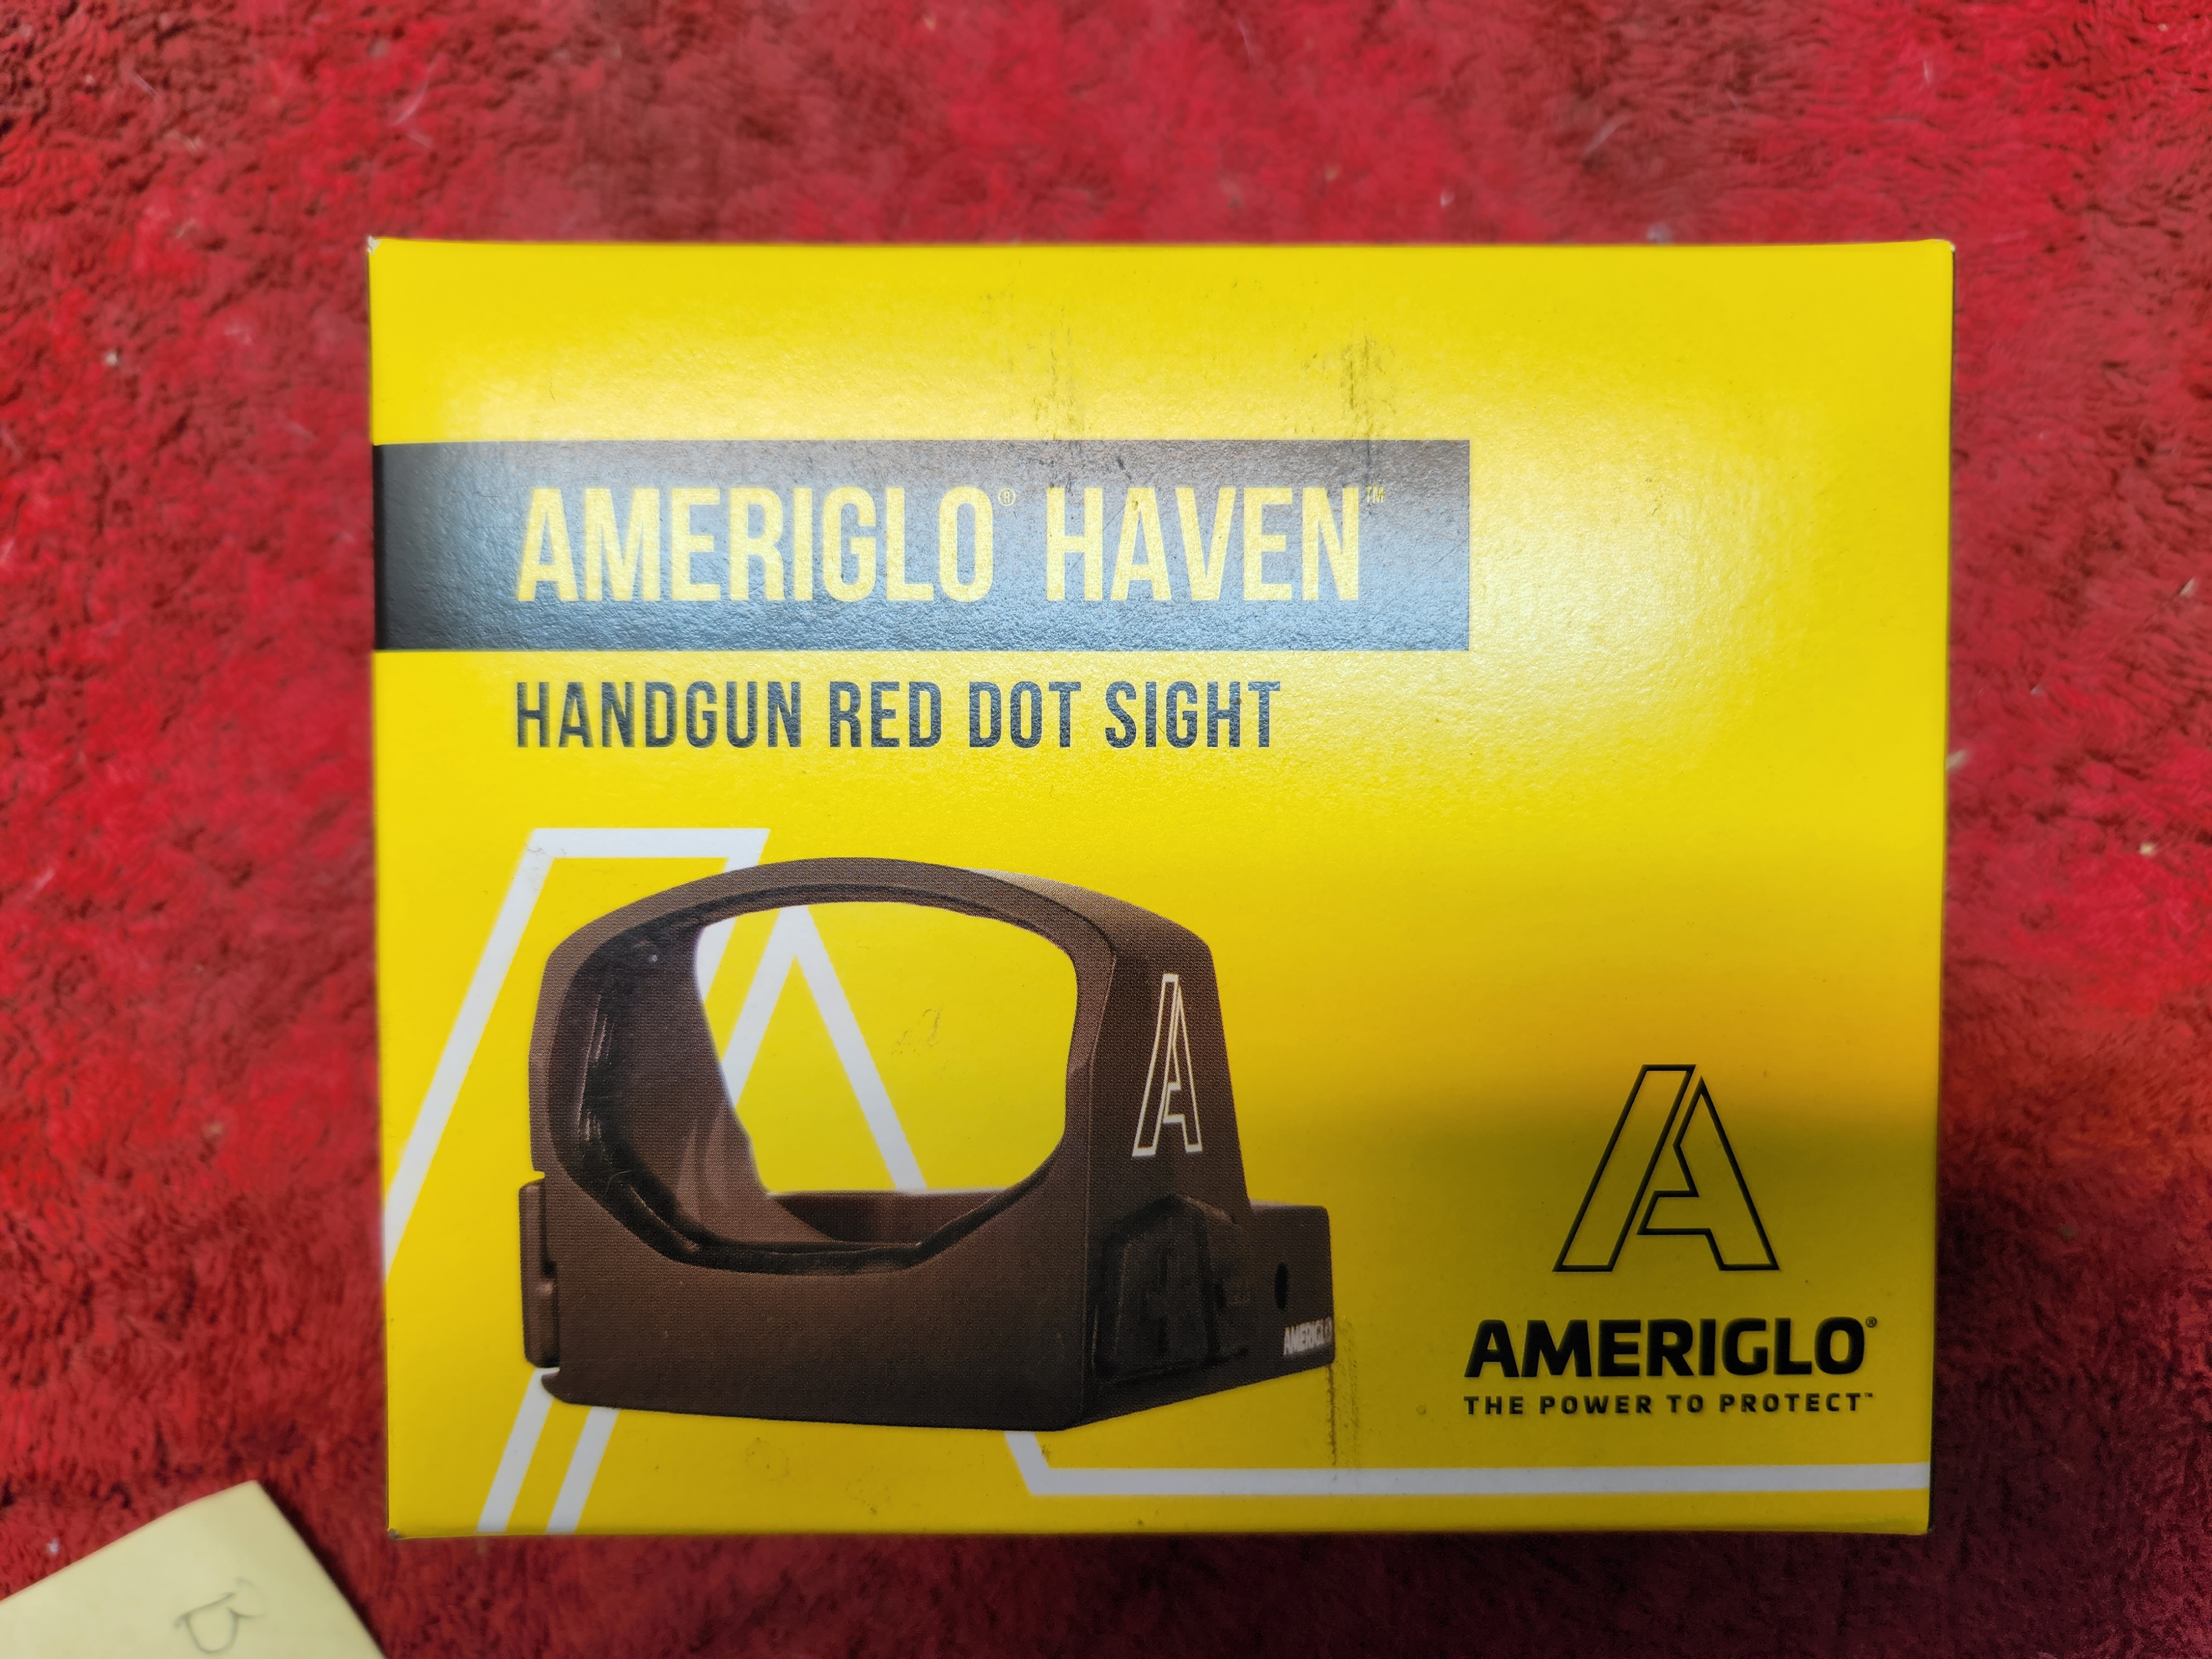 AMERIGLO® HAVEN™
HANDGUN RED DOT SIGHT
A
A
AMERIGLO
AMERIGLO®
THE POWER TO PROTECT™